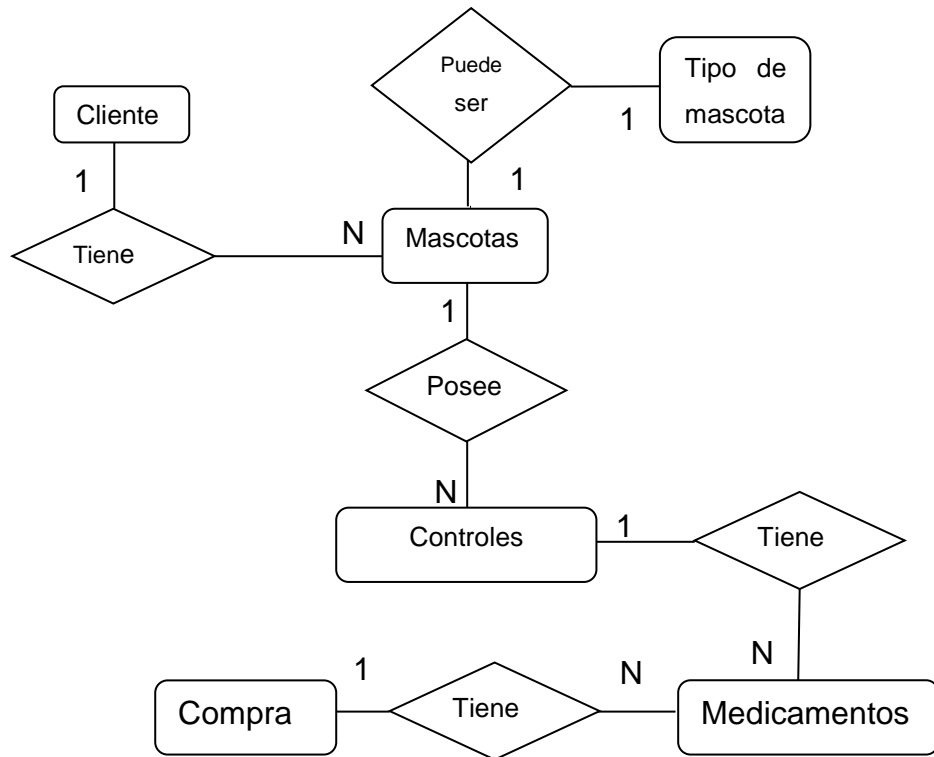 Puede
ser
Tipo de
mascota
Cliente
1
1
1
N
Mascotas
Tiene
1
Posee
N
Controles
1
Tiene
N
1
N
Compra
Tiene
Medicamentos